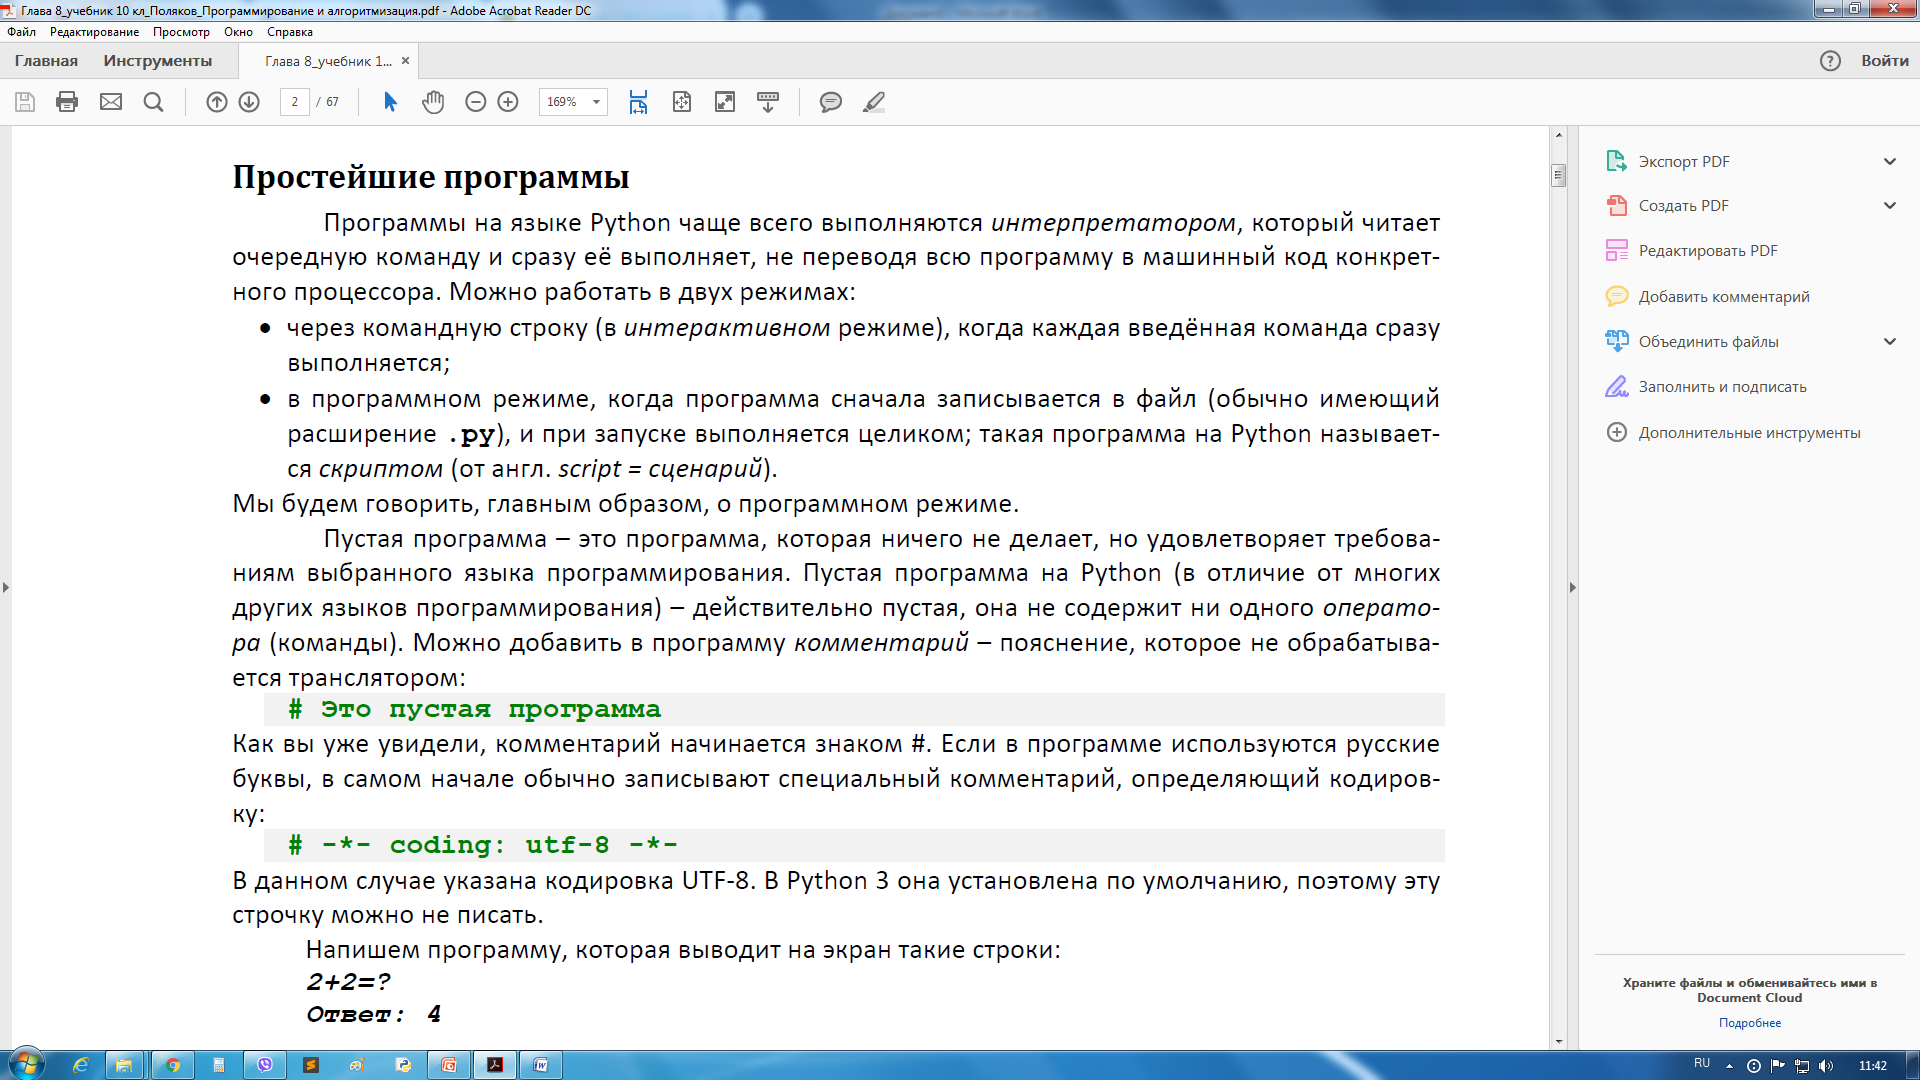 Глава 8_учебник 10 кл_Поляков_Программирование и алгоритмизация.pdf - Adobe Acrobat Reader DC
Файл Редактирование Просмотр Окно Справка
Главная Инструменты Глава 8_учебник 1... × ? Войти
2 / 67 169%
Простейшие программы
Программы на языке Python чаще всего выполняются интерпретатором, который читает
очередную команду и сразу её выполняет, не переводя всю программу в машинный код конкрет-
ного процессора. Можно работать в двух режимах:
• через командную строку (в интерактивном режиме), когда каждая введённая команда сразу
выполняется;
• в программном режиме, когда программа сначала записывается в файл (обычно имеющий
расширение .py), и при запуске выполняется целиком; такая программа на Python называет-
ся скриптом (от англ. script = сценарий).
Мы будем говорить, главным образом, о программном режиме.
Пустая программа – это программа, которая ничего не делает, но удовлетворяет требова-
ниям выбранного языка программирования. Пустая программа на Python (в отличие от многих
других языков программирования) – действительно пустая, она не содержит ни одного операто-
ра (команды). Можно добавить в программу комментарий – пояснение, которое не обрабатыва-
ется транслятором:
# Это пустая программа
Как вы уже увидели, комментарий начинается знаком #. Если в программе используются русские
буквы, в самом начале обычно записывают специальный комментарий, определяющий кодиров-
ку:
# -*- coding: utf-8 -*-
В данном случае указана кодировка UTF-8. В Python 3 она установлена по умолчанию, поэтому эту
строчку можно не писать.
Напишем программу, которая выводит на экран такие строки:
2+2=?
Ответ: 4
Экспорт PDF
Создать PDF
Редактировать PDF
Добавить комментарий
Объединить файлы
Заполнить и подписать
Дополнительные инструменты
Храните файлы и обменивайтесь ими в
Document Cloud
Подробнее
RU 11:42